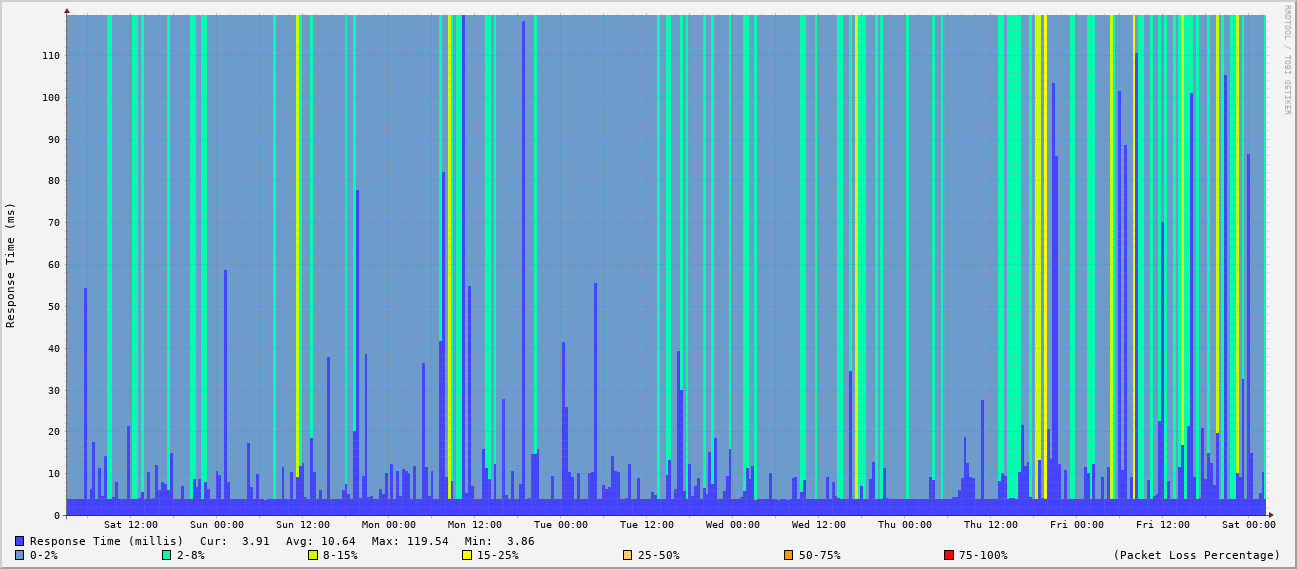 RRDTOOL / TOBI OETIKER
Response Time (ms)
110
100
90
80
70
60
50
40
30
20
10
0
Sat 12:00 Sun 00:00 Sun 12:00 Mon 00:00 Mon 12:00 Tue 00:00 Tue 12:00 Wed 00:00 Wed 12:00 Thu 00:00 Thu 12:00 Fri 00:00 Fri 12:00 Sat 00:00
Response Time (millis) Cur: 3.91 Avg: 10.64 Max: 119.54 Min: 3.86
0-2% 2-8% 8-15% 15-25% 25-50% 50-75% 75-100% (Packet Loss Percentage)